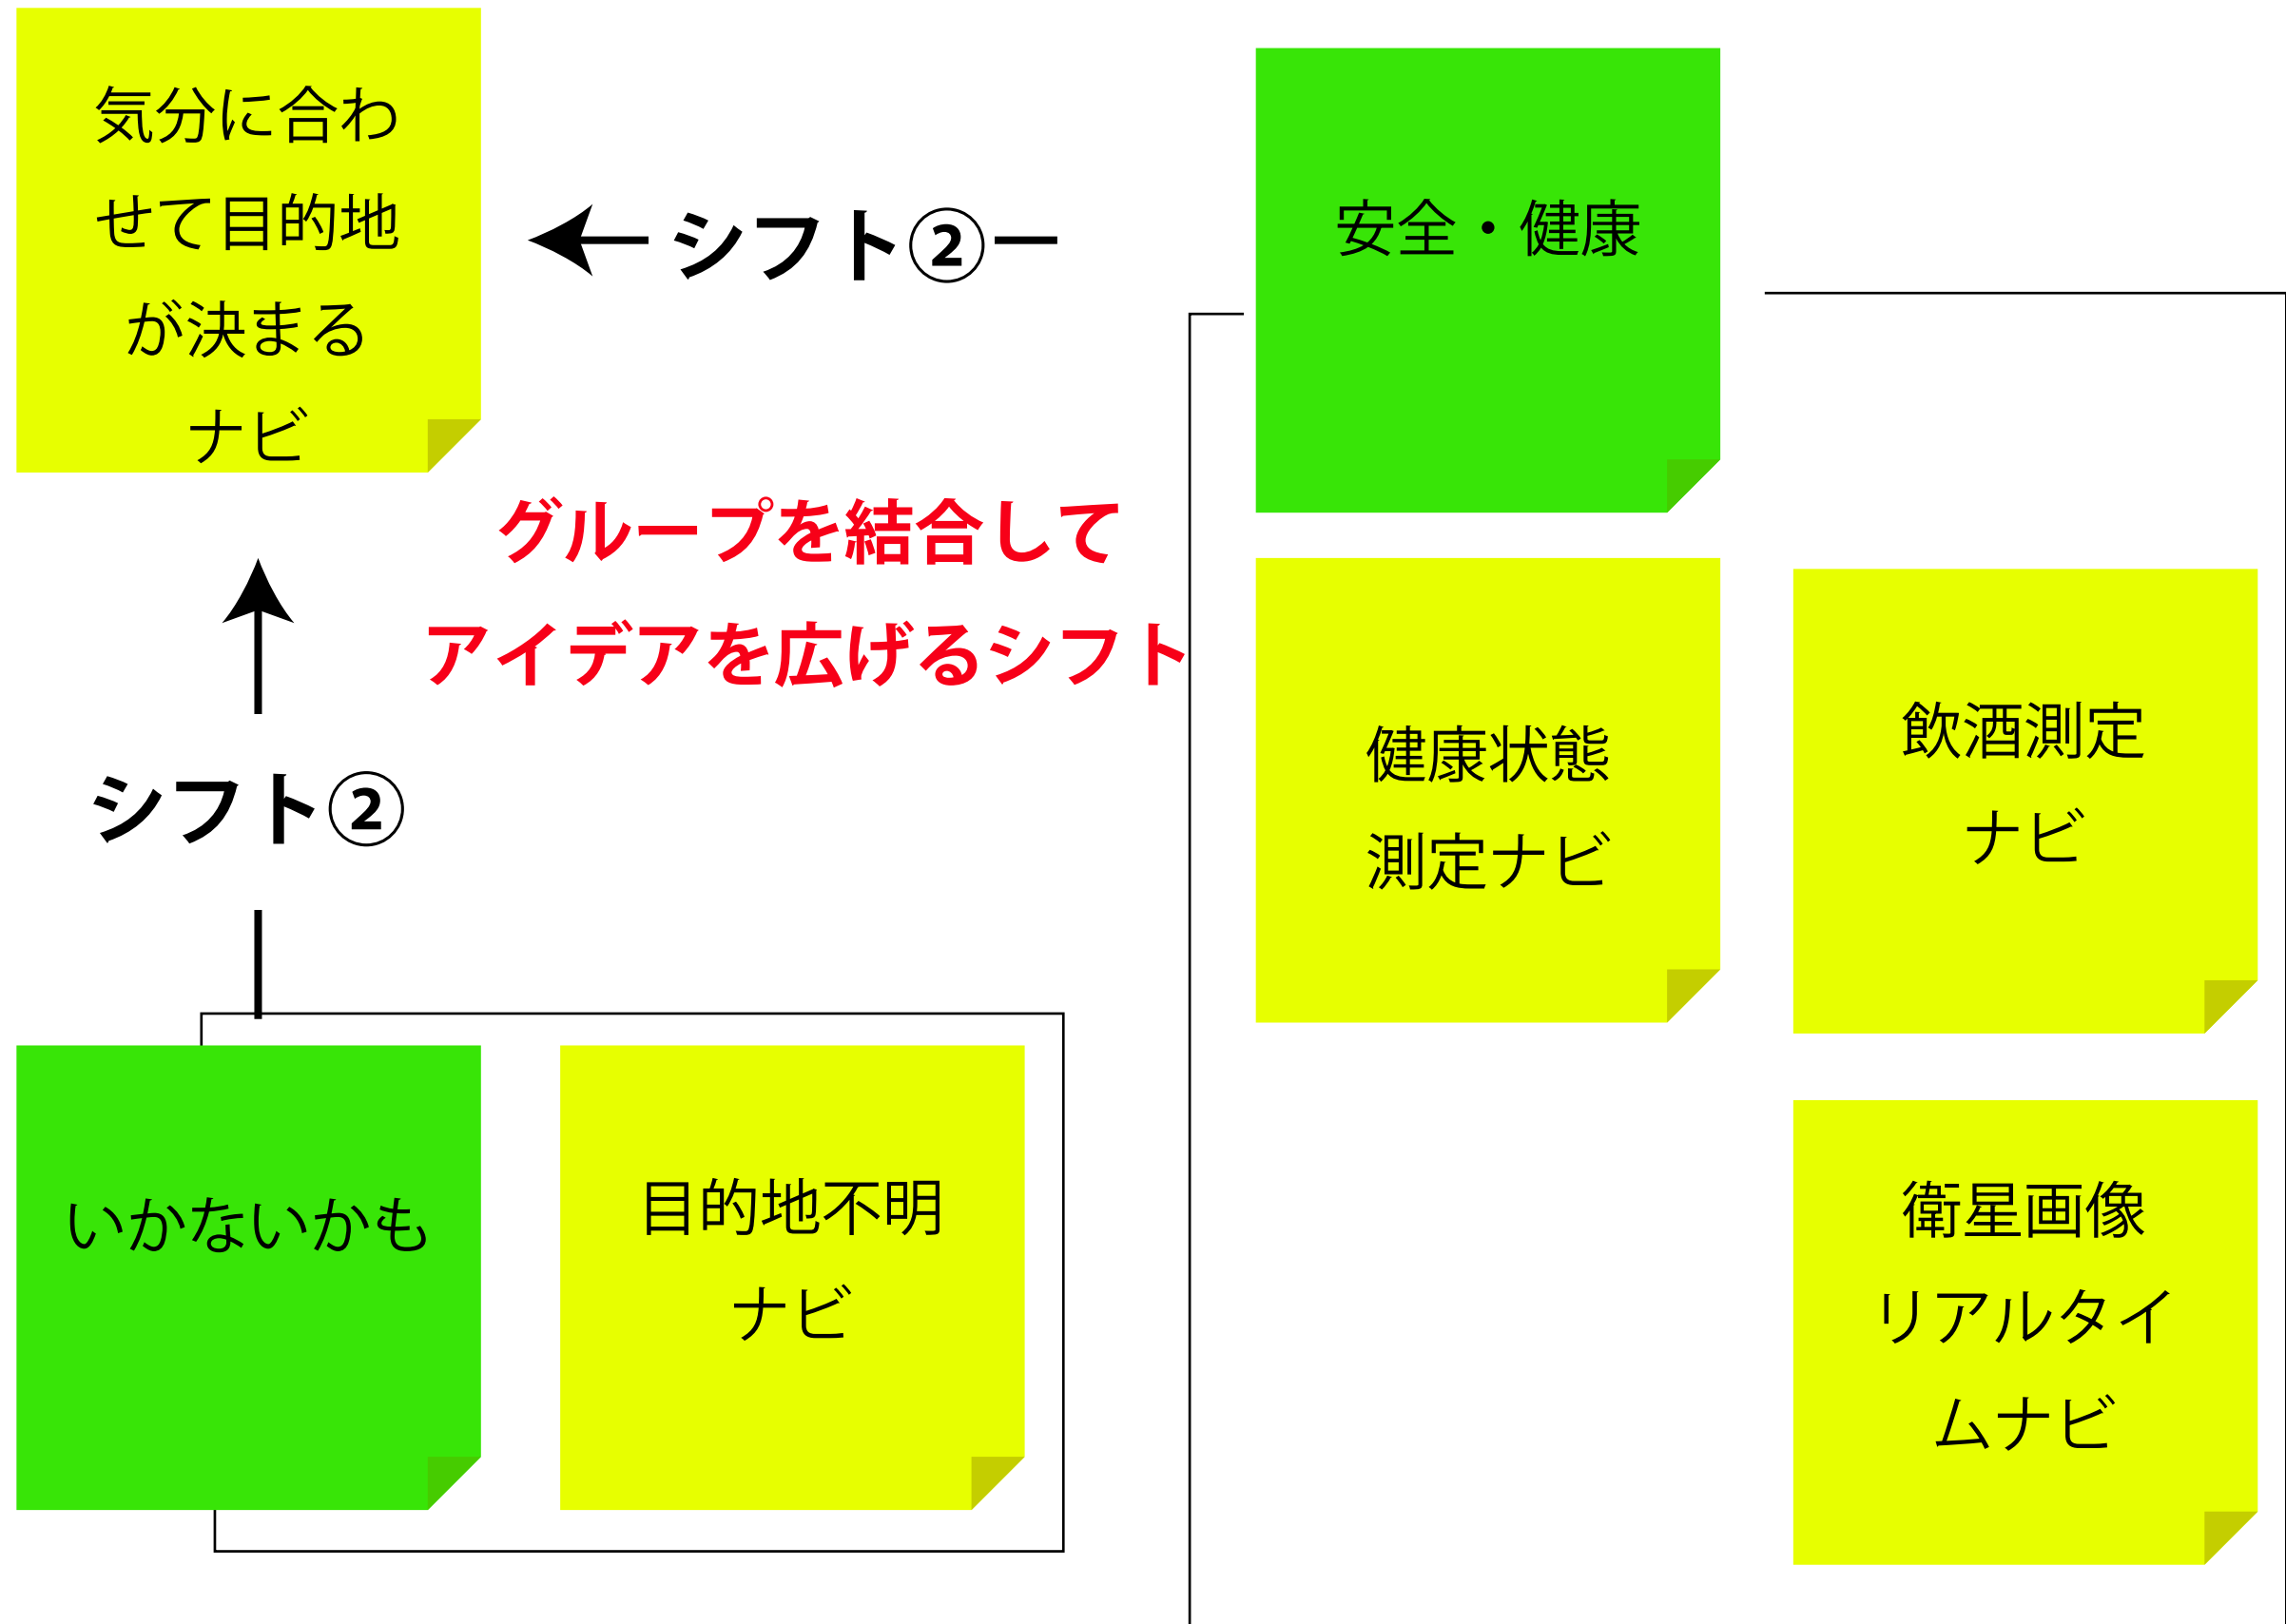 気分に合わ
せて目的地
が決まる
ナビ
←シフト②ー
安全・健康
グループを結合して
アイデアを広げるシフト
シフト②
健康状態
測定ナビ
飲酒測定
ナビ
いかないかも
目的地不明
ナビ
衛星画像
リアルタイ
ムナビ